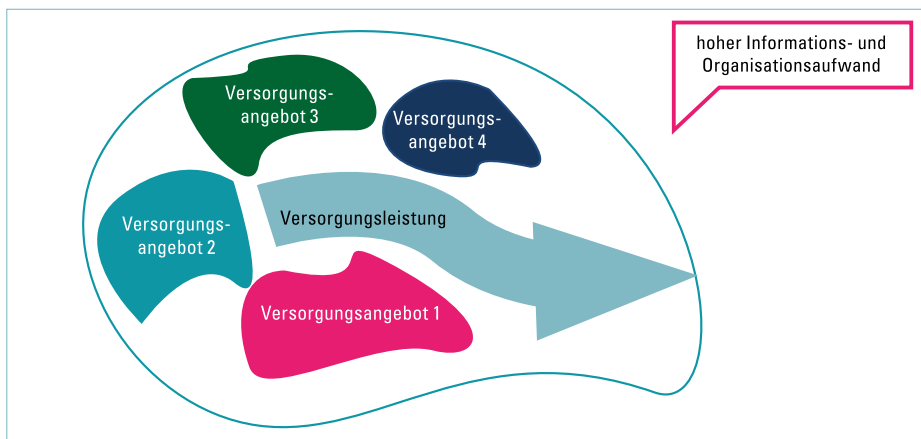 hoher Informations- und
Organisationsaufwand
Versorgungs-
angebot 3
Versorgungs-
angebot 4
Versorgungsleistung
Versorgungs-
angebot 2
Versorgungsangebot 1